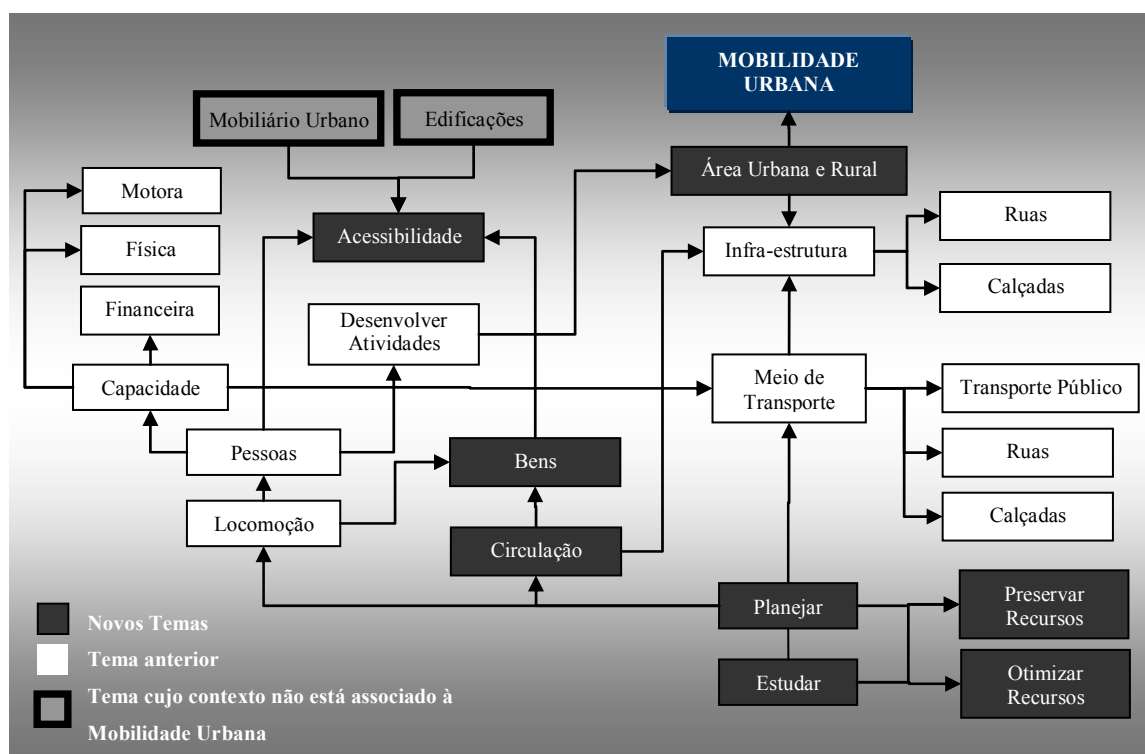 MOBILIDADE
URBANA
Mobiliário Urbano
Edificações
Área Urbana e Rural
Motora
Ruas
Acessibilidade
Física
Infra-estrutura
Calçadas
Financeira
Desenvolver
Atividades
Capacidade
Meio de
Transporte
Transporte Público
Pessoas
Bens
Ruas
Locomoção
Calçadas
Circulação
Planejar
Preservar
Recursos
Estudar
Otimizar
Recursos
Novos Temas
Tema anterior
Tema cujo contexto não está associado à
Mobilidade Urbana